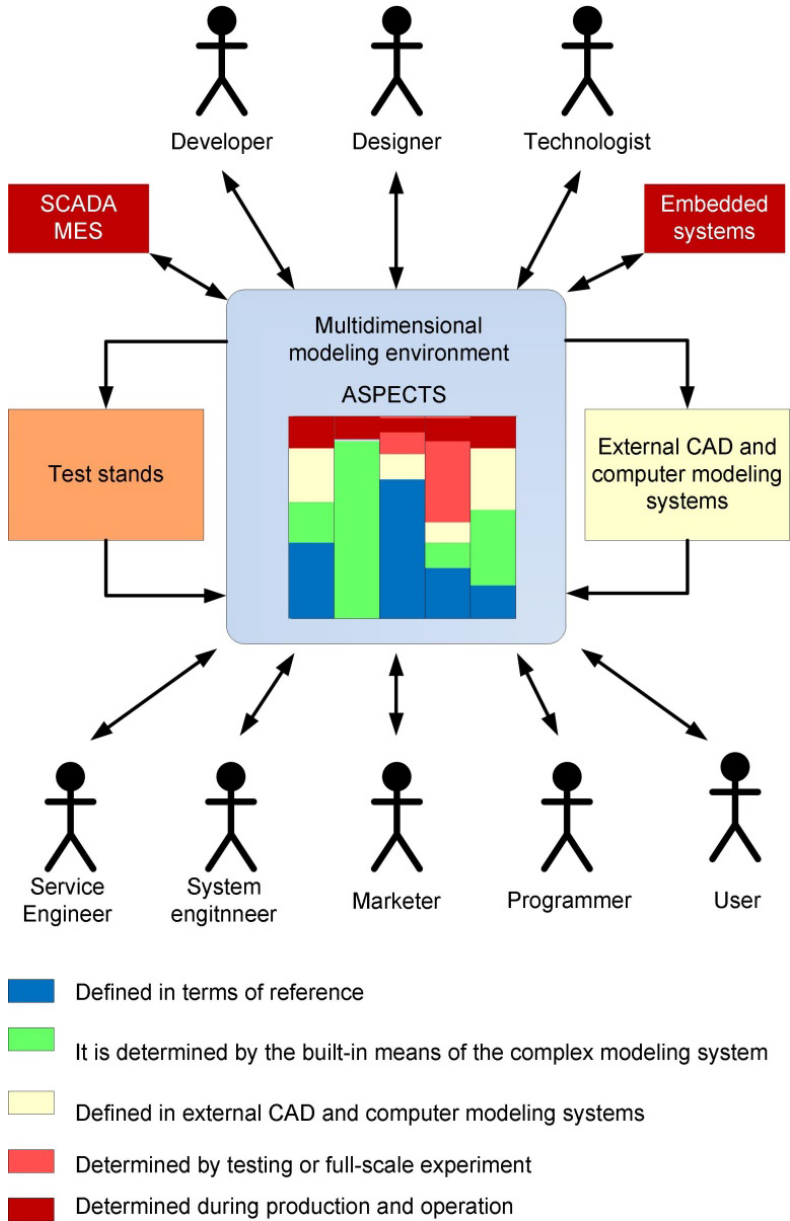 Developer
Designer
Technologist
SCADA
MES
Embedded
systems
Multidimensional
modeling environment
ASPECTS
Test stands
External CAD and
computer modeling
systems
Service
Engineer
System
engitnneer
Marketer
Programmer
User
Defined in terms of reference
It is determined by the built-in means of the complex modeling system
Defined in external CAD and computer modeling systems
Determined by testing or full-scale experiment
Determined during production and operation